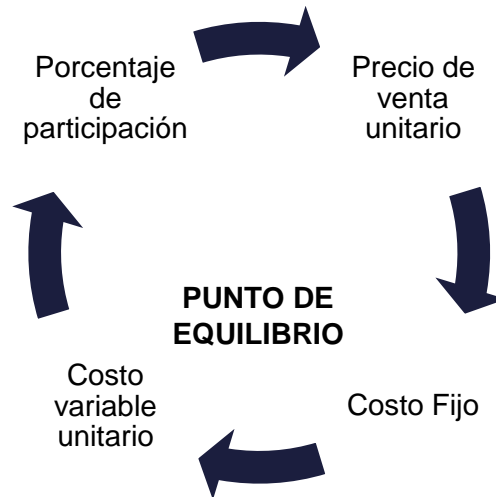 Porcentaje
de
participación
Precio de
venta
unitario
PUNTO DE
EQUILIBRIO
Costo
variable
unitario
Costo Fijo